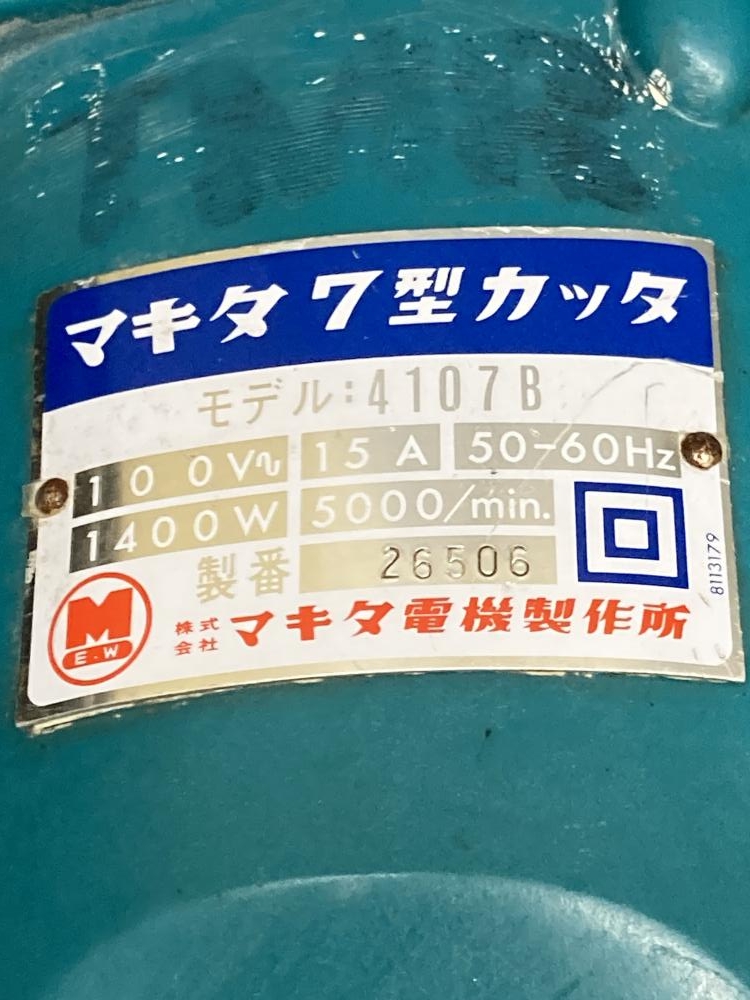 マキタ7型カッタ
モデル:4107B
100V∿ 15A 50-60Hz
1400W 5000/min.
製番 26506
8113179
M
E.W
株式会社 マキタ電機製作所